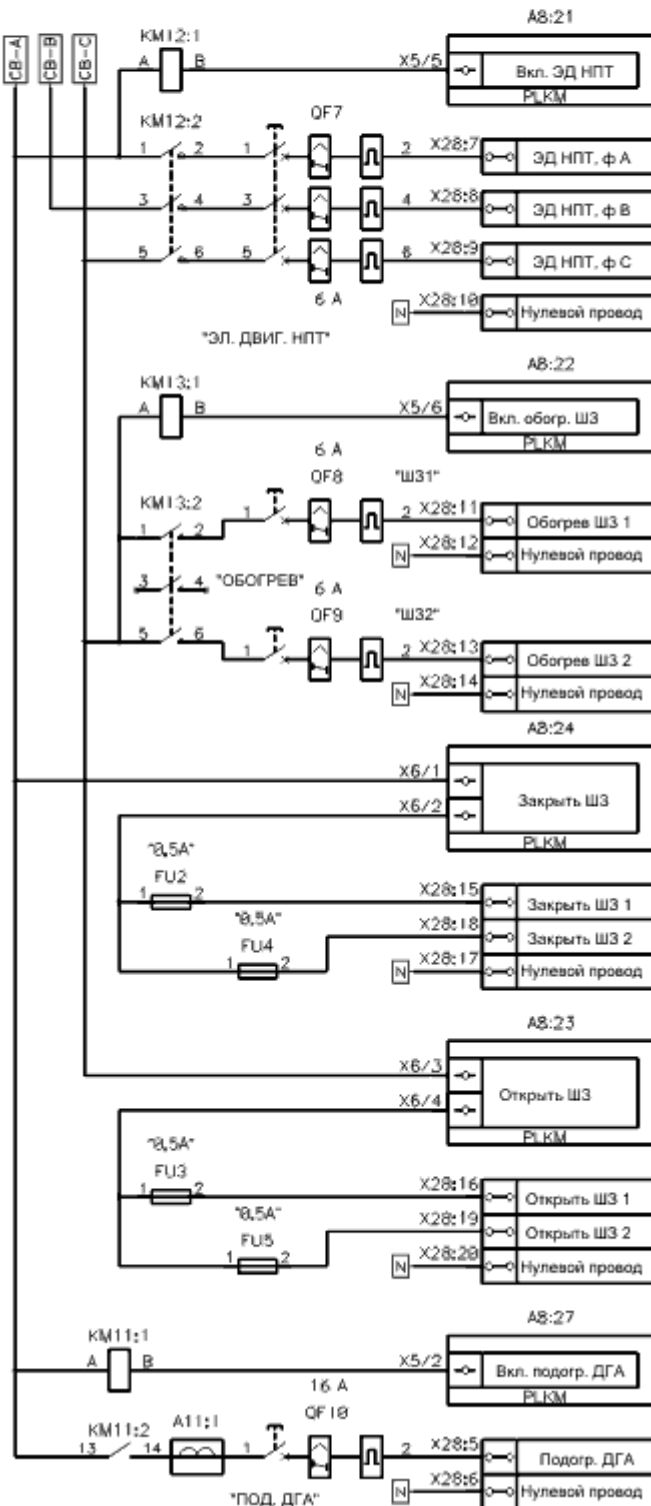 СВ-А СВ-В СВ-С
А8:21
КМ12:1
А В Х5/5 Вкл. ЭД НПТ
PLKM
КМ12:2 QF7
1 2 1 2 Х28:7 ЭД НПТ, ф А
3 4 3 4 Х28:8 ЭД НПТ, ф В
5 6 5 6 Х28:9 ЭД НПТ, ф С
6 А N Х28:10 Нулевой провод
"ЭЛ. ДВИГ. НПТ"
А8:22
КМ13:1
А В Х5/6 Вкл. обогр. ШЗ
PLKM
6 А
КМ13:2 QF8 "ШЗ1"
1 2 1 2 Х28:11 Обогрев ШЗ 1
N Х28:12 Нулевой провод
3 4 "ОБОГРЕВ" 6 А
QF9 "ШЗ2"
5 6 1 2 Х28:13 Обогрев ШЗ 2
N Х28:14 Нулевой провод
А8:24
Х6/1
Х6/2 Закрыть ШЗ
PLKM
"0,5А"
FU2
1 2 Х28:15 Закрыть ШЗ 1
"0,5А" Х28:18 Закрыть ШЗ 2
FU4
1 2 N Х28:17 Нулевой провод
А8:23
Х6/3
Х6/4 Открыть ШЗ
PLKM
"0,5А"
FU3
1 2 Х28:16 Открыть ШЗ 1
"0,5А" Х28:19 Открыть ШЗ 2
FU5
1 2 N Х28:20 Нулевой провод
А8:27
КМ11:1
А В Х5/2 Вкл. подогр. ДГА
PLKM
16 А
КМ11:2 А11:1 QF10
13 14 1 2 Х28:5 Подогр. ДГА
"ПОД. ДГА" N Х28:6 Нулевой провод